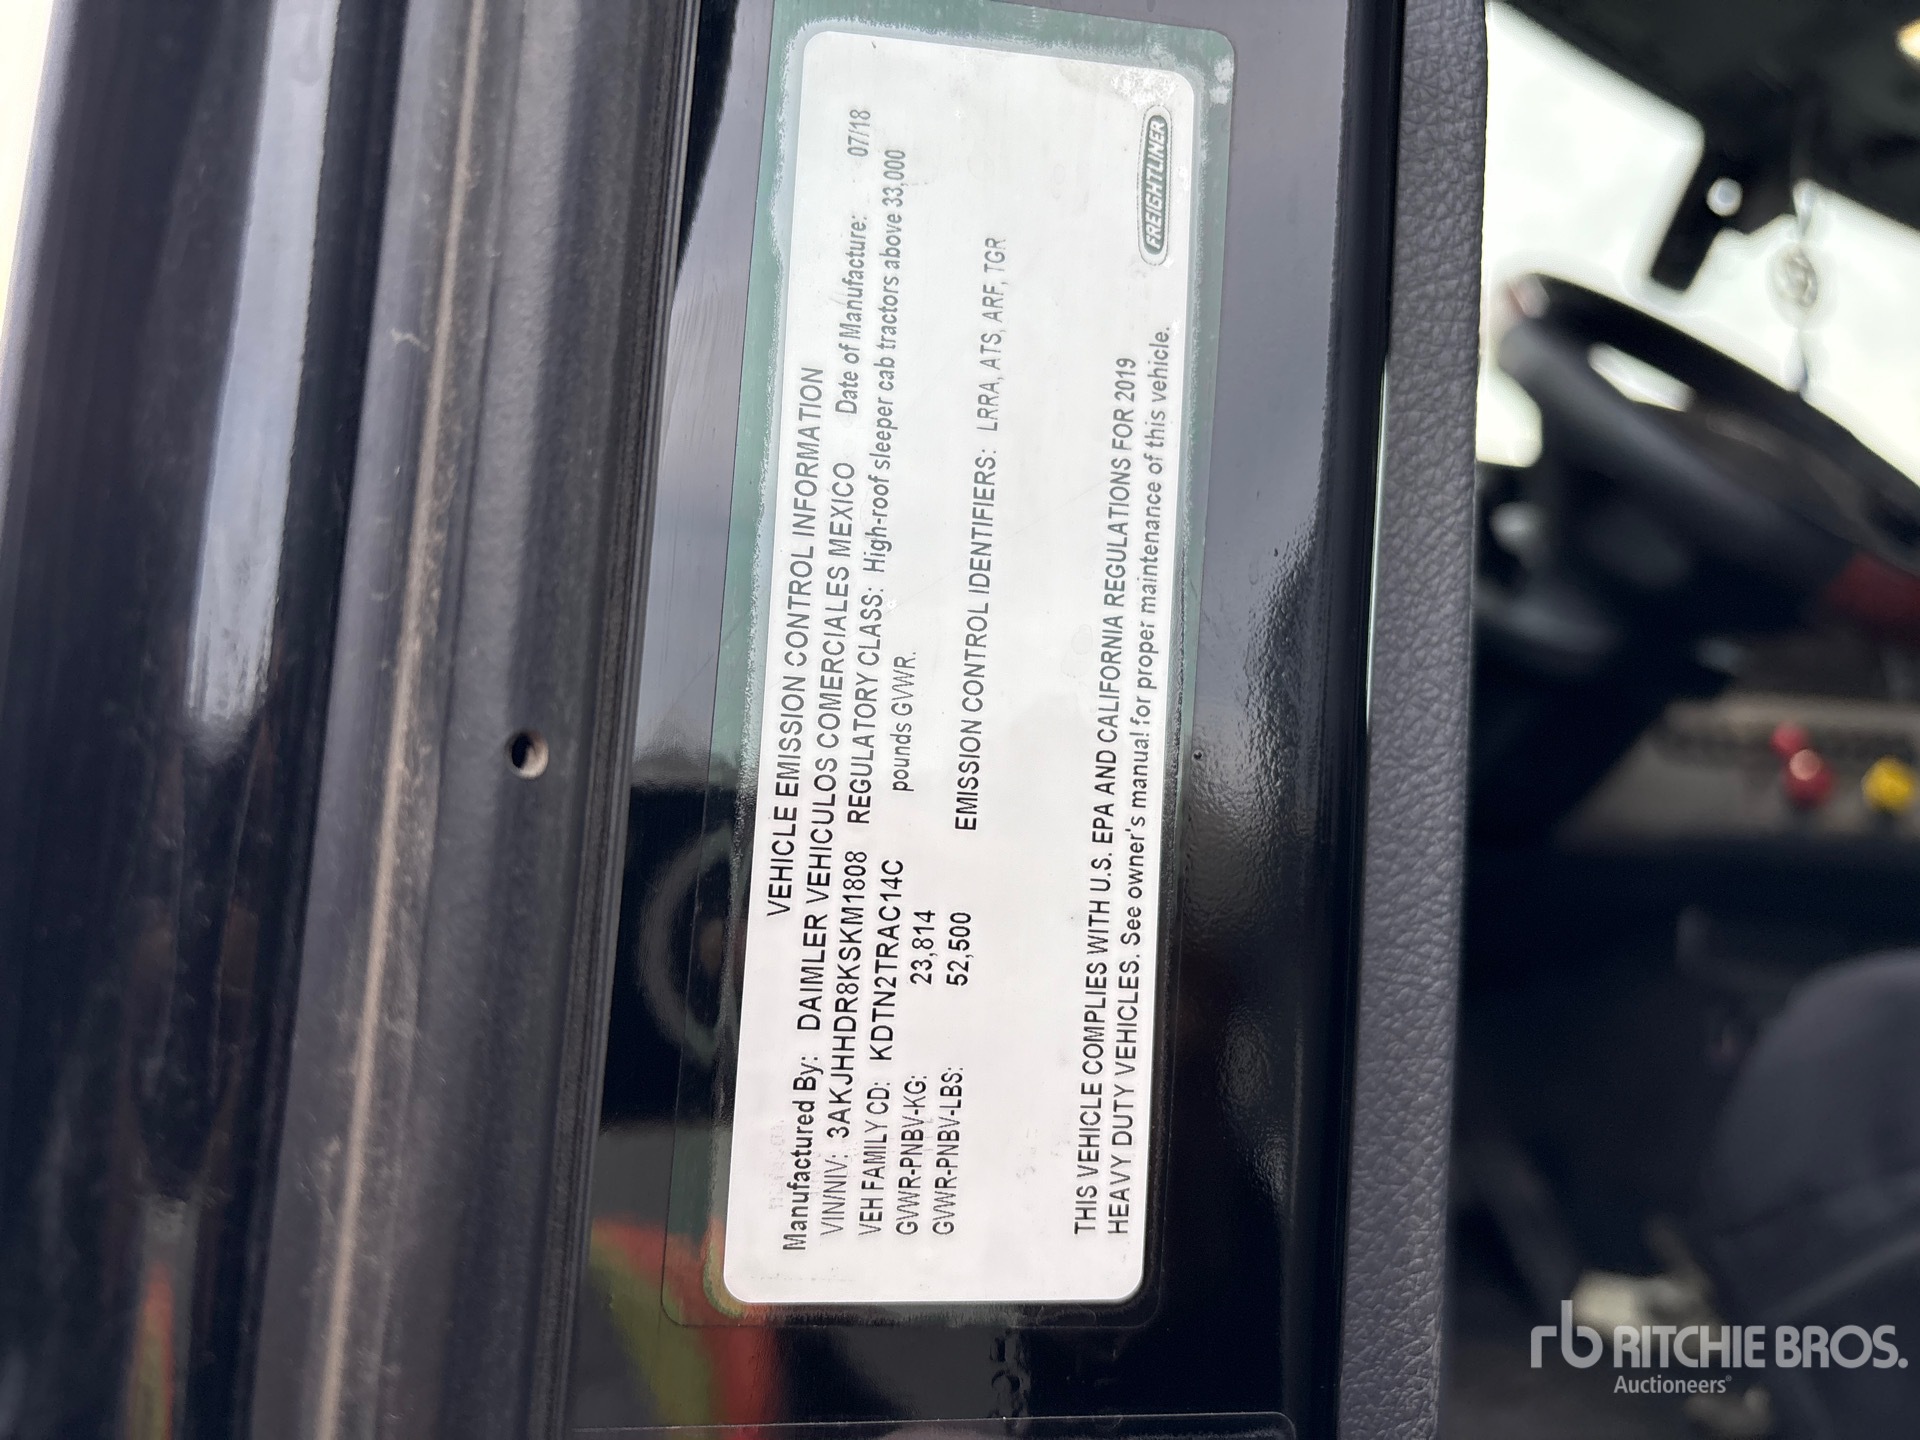 VEHICLE EMISSION CONTROL INFORMATION
Manufactured By: DAIMLER VEHICULOS COMERCIALES MEXICO Date of Manufacture: 07/18
VIN/NIV: 3AKJHHDR8KSKM1808 REGULATORY CLASS: High-roof sleeper cab tractors above 33,000
VEH FAMILY CD: KDTN2TRAC14C pounds GVWR.
GVWR-PNBV-KG: 23,814
GVWR-PNBV-LBS: 52,500 EMISSION CONTROL IDENTIFIERS: LRRA, ATS, ARF, TGR
THIS VEHICLE COMPLIES WITH U.S. EPA AND CALIFORNIA REGULATIONS FOR 2019
HEAVY DUTY VEHICLES. See owner's manual for proper maintenance of this vehicle.
FREIGHTLINER
rb RITCHIE BROS.
Auctioneers